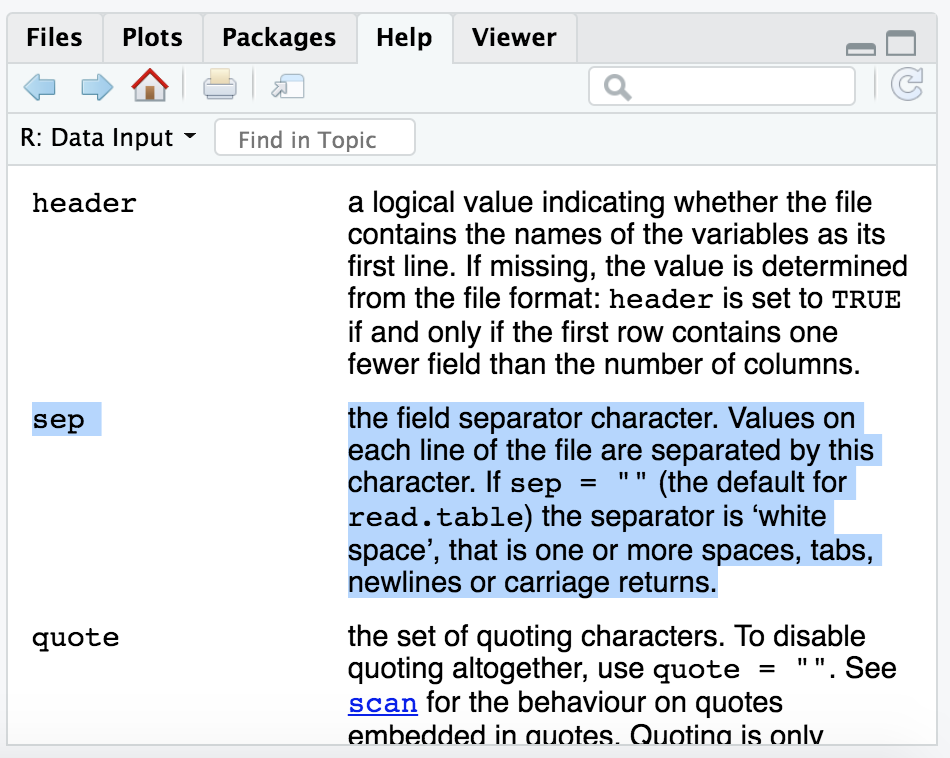 Files Plots Packages Help Viewer
R: Data Input Find in Topic
header a logical value indicating whether the file
contains the names of the variables as its
first line. If missing, the value is determined
from the file format: header is set to TRUE
if and only if the first row contains one
fewer field than the number of columns.
sep the field separator character. Values on
each line of the file are separated by this
character. If sep = "" (the default for
read.table) the separator is ‘white
space’, that is one or more spaces, tabs,
newlines or carriage returns.
quote the set of quoting characters. To disable
quoting altogether, use quote = "". See
scan for the behaviour on quotes
embedded in quotes. Quoting is only